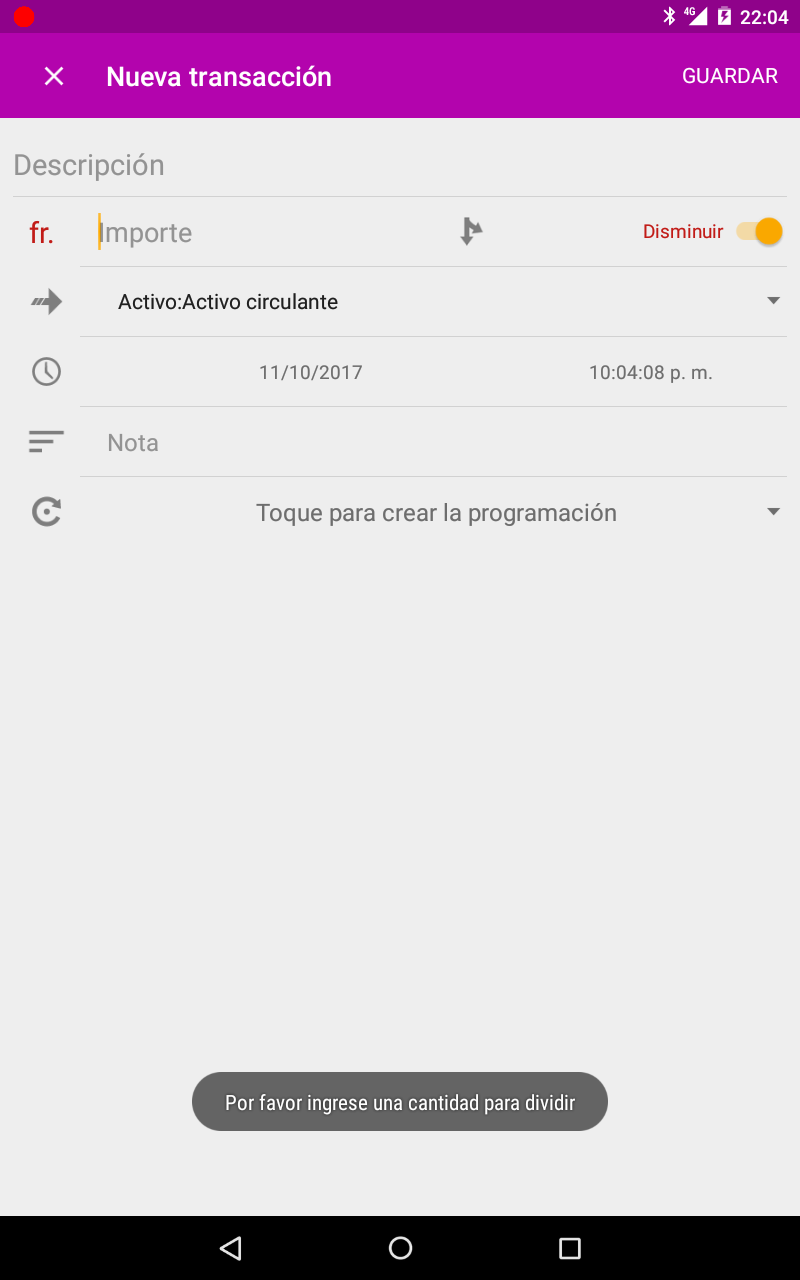 4G 22:04
Nueva transacción GUARDAR
Descripción
fr. Importe Disminuir
Activo:Activo circulante
11/10/2017 10:04:08 p. m.
Nota
Toque para crear la programación
Por favor ingrese una cantidad para dividir